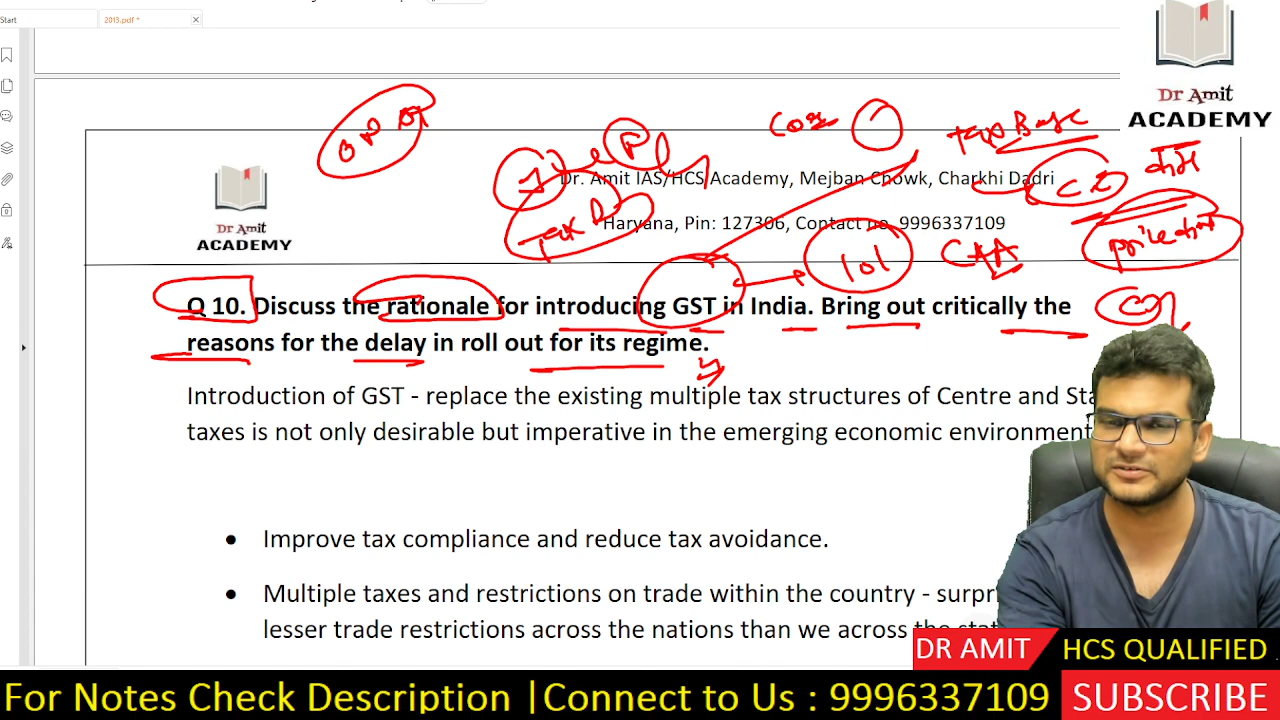 Start
2013.pdf *
Dr Amit
ACADEMY
Tax Base
101
CAA
Dr Amit
ACADEMY
Dr. Amit IAS/HCS Academy, Mejban Chowk, Charkhi Dadri
Haryana, Pin: 127306, Contact no. 9996337109
Q 10. Discuss the rationale for introducing GST in India. Bring out critically the
reasons for the delay in roll out for its regime.
Introduction of GST - replace the existing multiple tax structures of Centre and
taxes is not only desirable but imperative in the emerging economic environment
• Improve tax compliance and reduce tax avoidance.
• Multiple taxes and restrictions on trade within the country -
lesser trade restrictions across the nations than we across the
DR AMIT HCS QUALIFIED
For Notes Check Description |Connect to Us : 9996337109 SUBSCRIBE